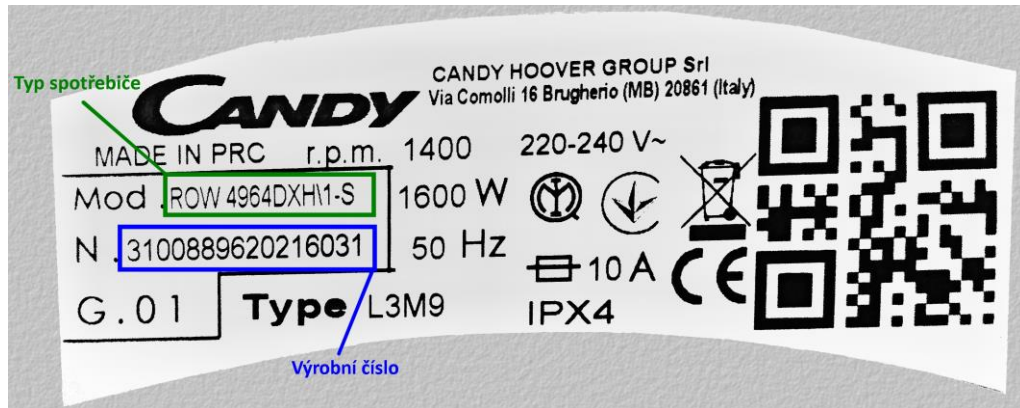 Typ spotřebiče
CANDY
CANDY HOOVER GROUP Srl
Via Comolli 16 Brugherio (MB) 20861 (Italy)
MADE IN PRC r.p.m. 1400 220-240 V~
Mod. ROW 4964DXH\1-S 1600 W
N. 3100889620216031 50 Hz
10 A
G.01 Type L3M9 IPX4
Výrobní číslo